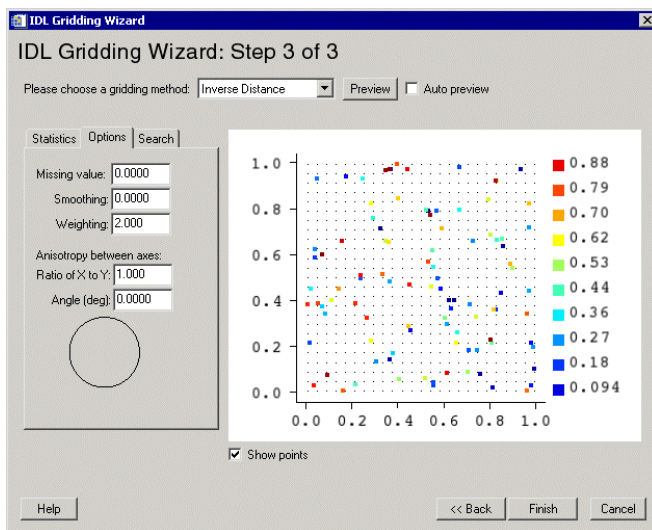 IDL Gridding Wizard
IDL Gridding Wizard: Step 3 of 3
Please choose a gridding method: Inverse Distance Preview Auto preview
Statistics Options Search
Missing value: 0.0000
Smoothing: 0.0000
Weighting: 2.000
Anisotropy between axes:
Ratio of X to Y: 1.000
Angle (deg): 0.0000
1.0
0.8
0.6
0.4
0.2
0.0
0.0 0.2 0.4 0.6 0.8 1.0
0.88
0.79
0.70
0.62
0.53
0.44
0.36
0.27
0.18
0.094
Show points
Help << Back Finish Cancel